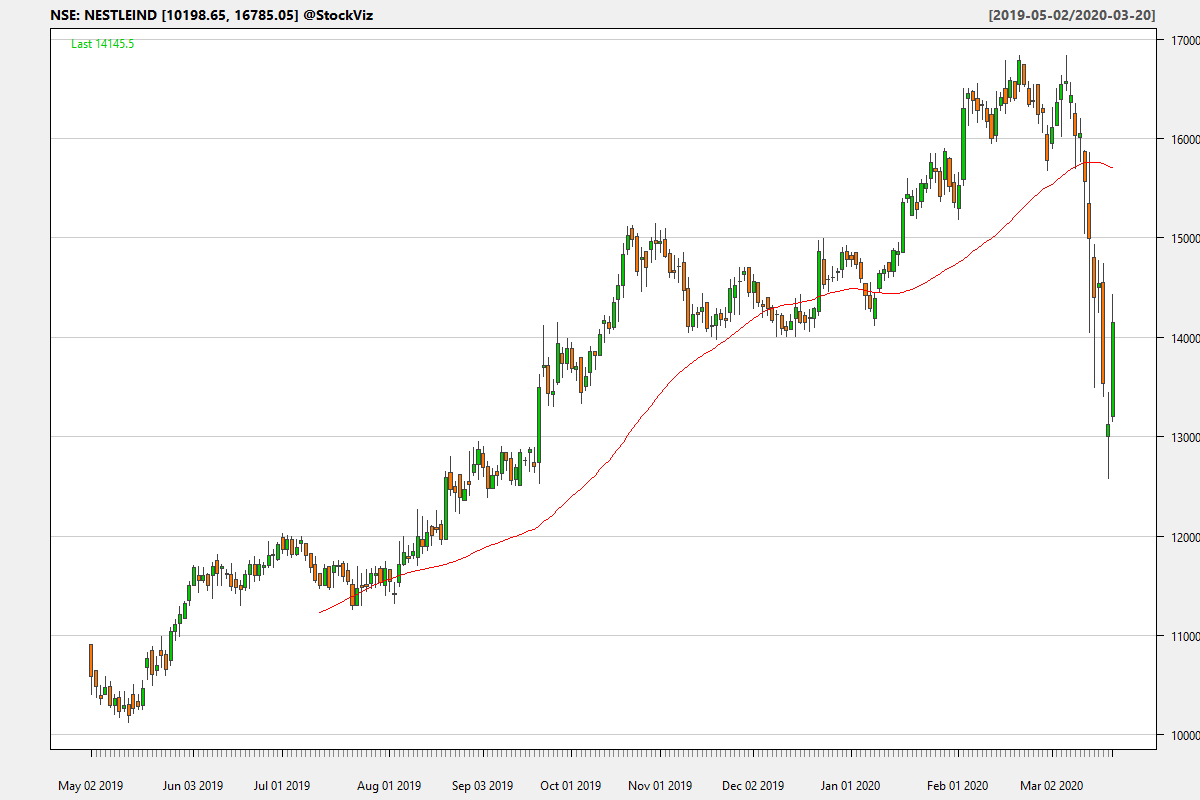 NSE: NESTLEIND [10198.65, 16785.05] @StockViz
[2019-05-02/2020-03-20]
Last 14145.5
17000
16000
15000
14000
13000
12000
11000
10000
May 02 2019
Jun 03 2019
Jul 01 2019
Aug 01 2019
Sep 03 2019
Oct 01 2019
Nov 01 2019
Dec 02 2019
Jan 01 2020
Feb 01 2020
Mar 02 2020